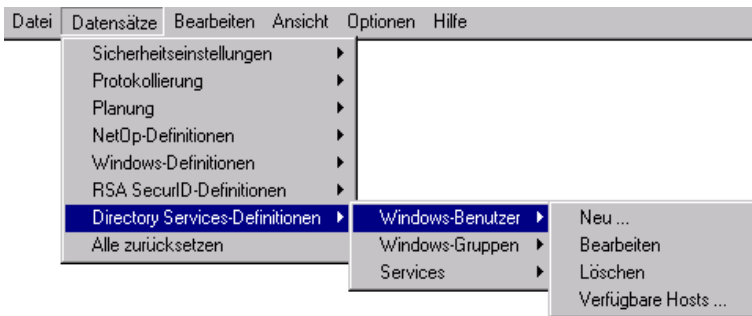 Datei Datensätze Bearbeiten Ansicht Optionen Hilfe
Sicherheitseinstellungen
Protokollierung
Planung
NetOp-Definitionen
Windows-Definitionen
RSA SecurID-Definitionen
Directory Services-Definitionen
Alle zurücksetzen
Windows-Benutzer
Windows-Gruppen
Services
Neu ...
Bearbeiten
Löschen
Verfügbare Hosts ...